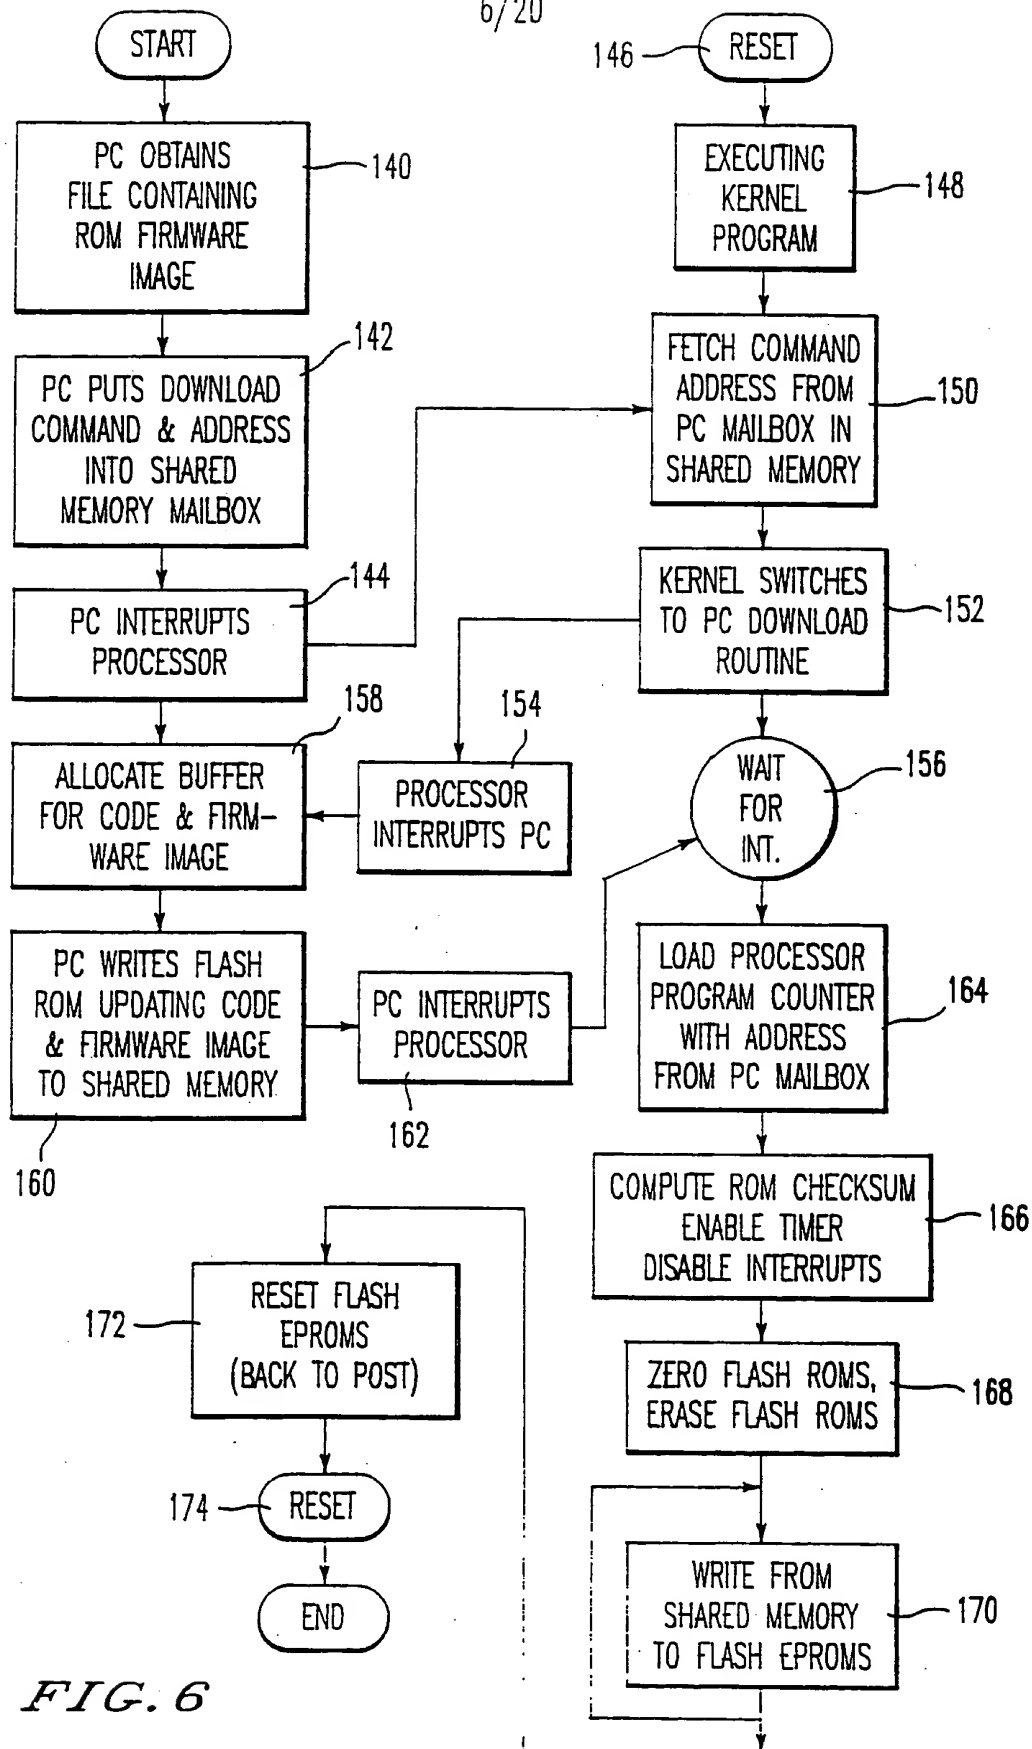 6/20
START
PC OBTAINS
FILE CONTAINING
ROM FIRMWARE
IMAGE
140
PC PUTS DOWNLOAD
COMMAND & ADDRESS
INTO SHARED
MEMORY MAILBOX
142
PC INTERRUPTS
PROCESSOR
144
158
ALLOCATE BUFFER
FOR CODE & FIRM-
WARE IMAGE
154
PROCESSOR
INTERRUPTS PC
PC WRITES FLASH
ROM UPDATING CODE
& FIRMWARE IMAGE
TO SHARED MEMORY
160
PC INTERRUPTS
PROCESSOR
162
146
RESET
EXECUTING
KERNEL
PROGRAM
148
FETCH COMMAND
ADDRESS FROM
PC MAILBOX IN
SHARED MEMORY
150
KERNEL SWITCHES
TO PC DOWNLOAD
ROUTINE
152
WAIT
FOR
INT.
156
LOAD PROCESSOR
PROGRAM COUNTER
WITH ADDRESS
FROM PC MAILBOX
164
COMPUTE ROM CHECKSUM
ENABLE TIMER
DISABLE INTERRUPTS
166
ZERO FLASH ROMS,
ERASE FLASH ROMS
168
WRITE FROM
SHARED MEMORY
TO FLASH EPROMS
170
172
RESET FLASH
EPROMS
(BACK TO POST)
174
RESET
END
FIG. 6